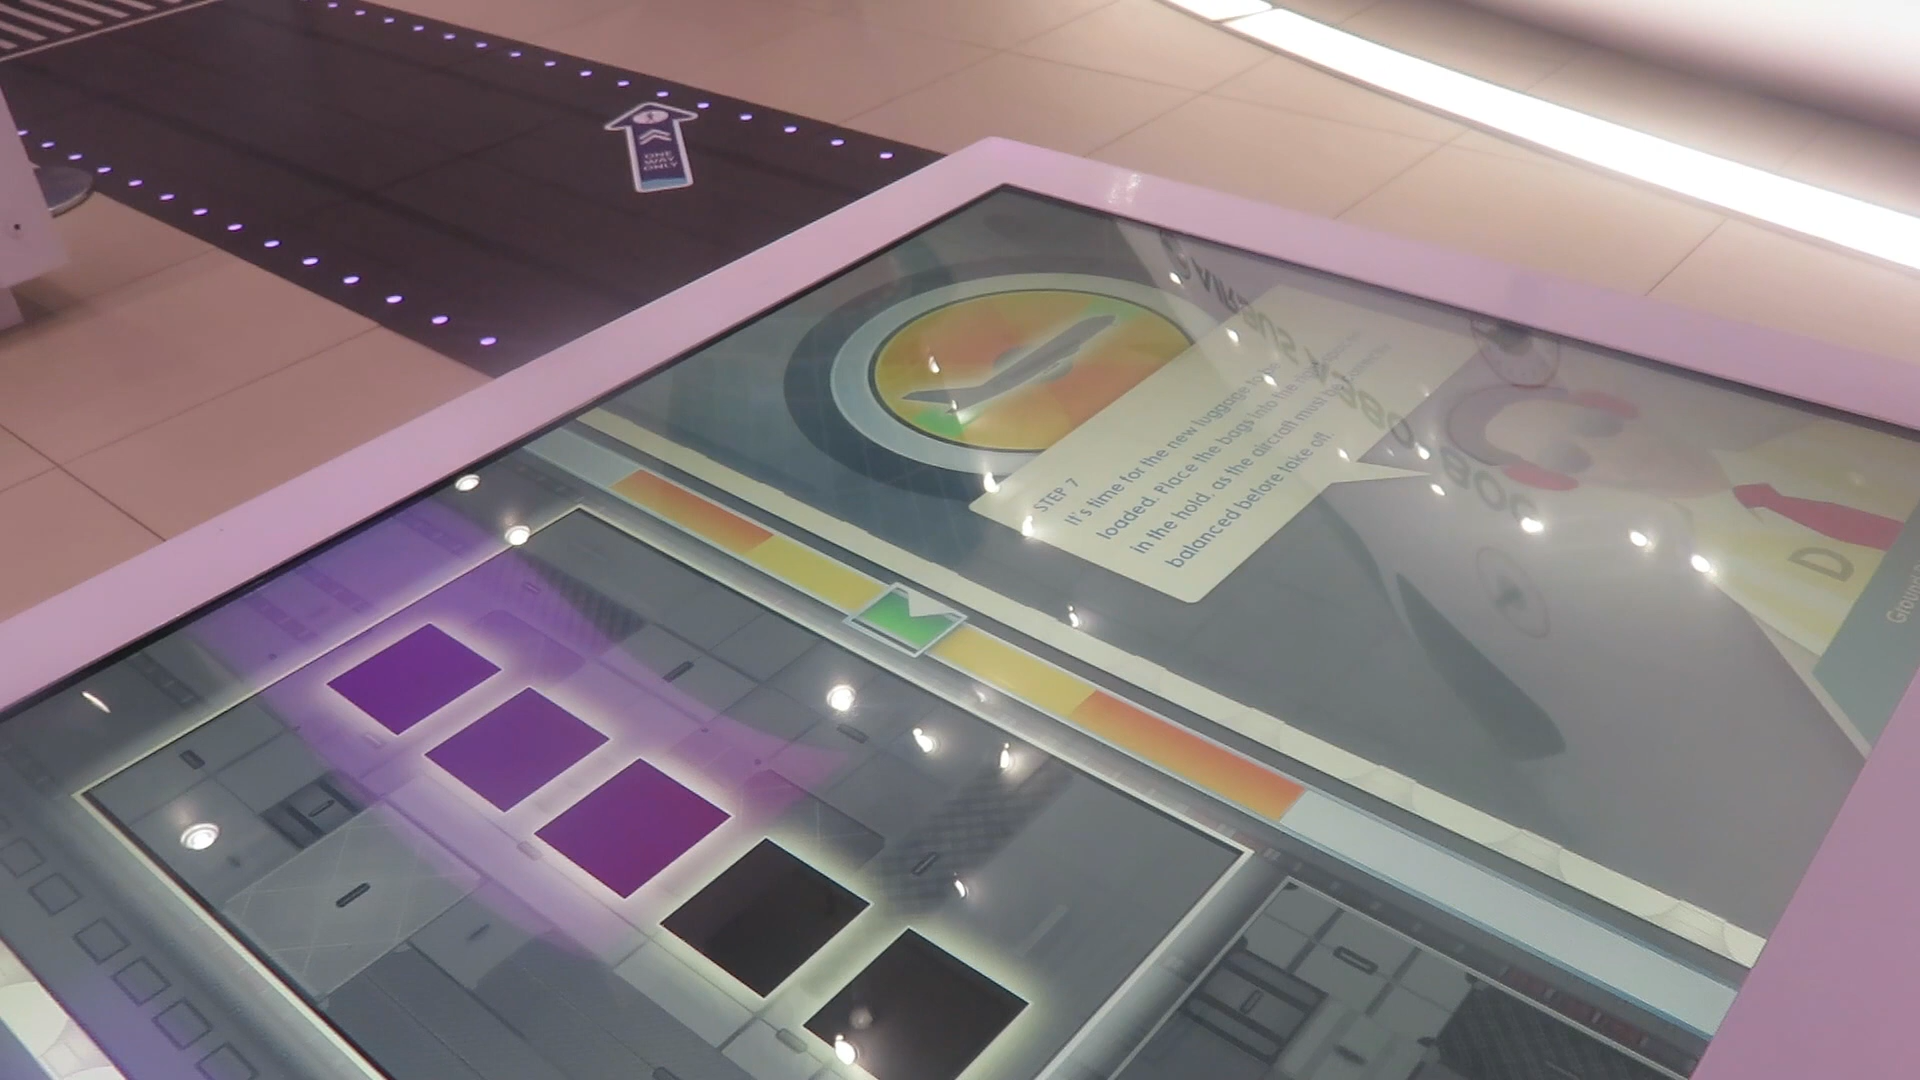 ONE
WAY
ONLY
STEP 7
It's time for the new luggage to be
loaded. Place the bags into the
in the hold, as the aircraft must be
balanced before take off.
D
Ground